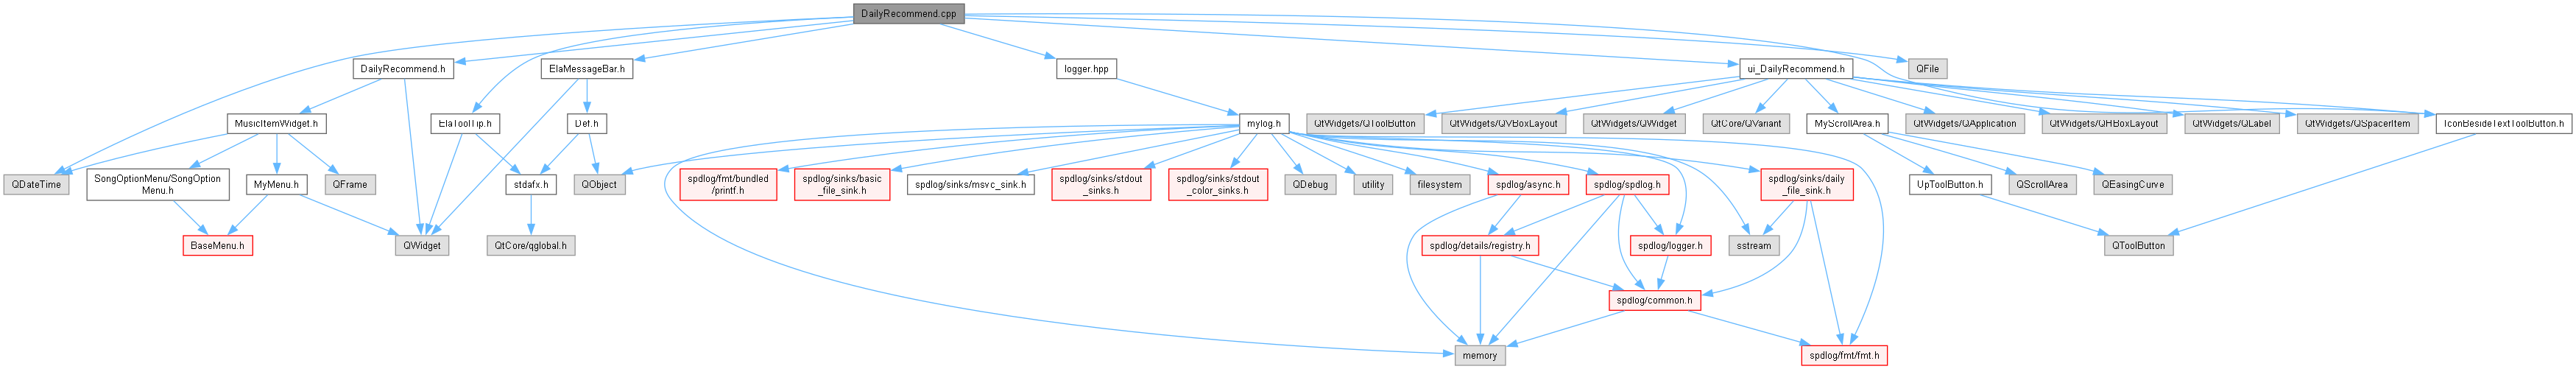 DailyRecommend.cpp
DailyRecommend.h
ElaMessageBar.h
logger.hpp
ui_DailyRecommend.h
QFile
MusicItemWidget.h
ElaToolTip.h
Def.h
mylog.h
QtWidgets/QToolButton
QtWidgets/QVBoxLayout
QtWidgets/QWidget
QtCore/QVariant
MyScrollArea.h
QtWidgets/QApplication
QtWidgets/QHBoxLayout
QtWidgets/QLabel
QtWidgets/QSpacerItem
IconBesideTextToolButton.h
QDateTime
SongOptionMenu/SongOption
Menu.h
MyMenu.h
QFrame
stdafx.h
QObject
spdlog/fmt/bundled
/printf.h
spdlog/sinks/basic
_file_sink.h
spdlog/sinks/msvc_sink.h
spdlog/sinks/stdout
_sinks.h
spdlog/sinks/stdout
_color_sinks.h
QDebug
utility
filesystem
spdlog/async.h
spdlog/spdlog.h
spdlog/sinks/daily
_file_sink.h
UpToolButton.h
QScrollArea
QEasingCurve
BaseMenu.h
QWidget
QtCore/qglobal.h
spdlog/details/registry.h
spdlog/logger.h
sstream
QToolButton
spdlog/common.h
memory
spdlog/fmt/fmt.h